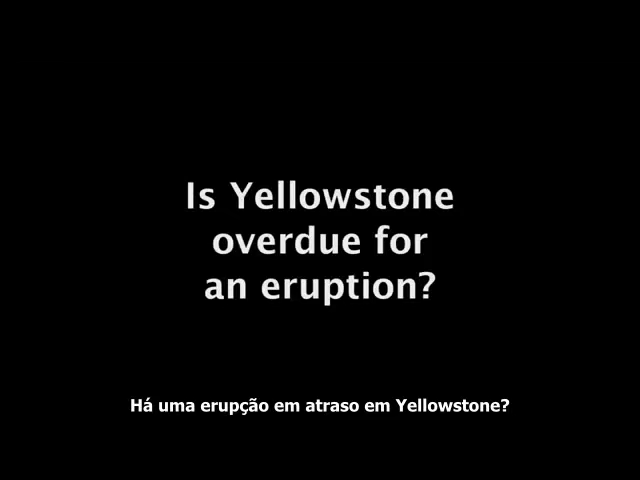 Is Yellowstone
overdue for
an eruption?
Há uma erupção em atraso em Yellowstone?